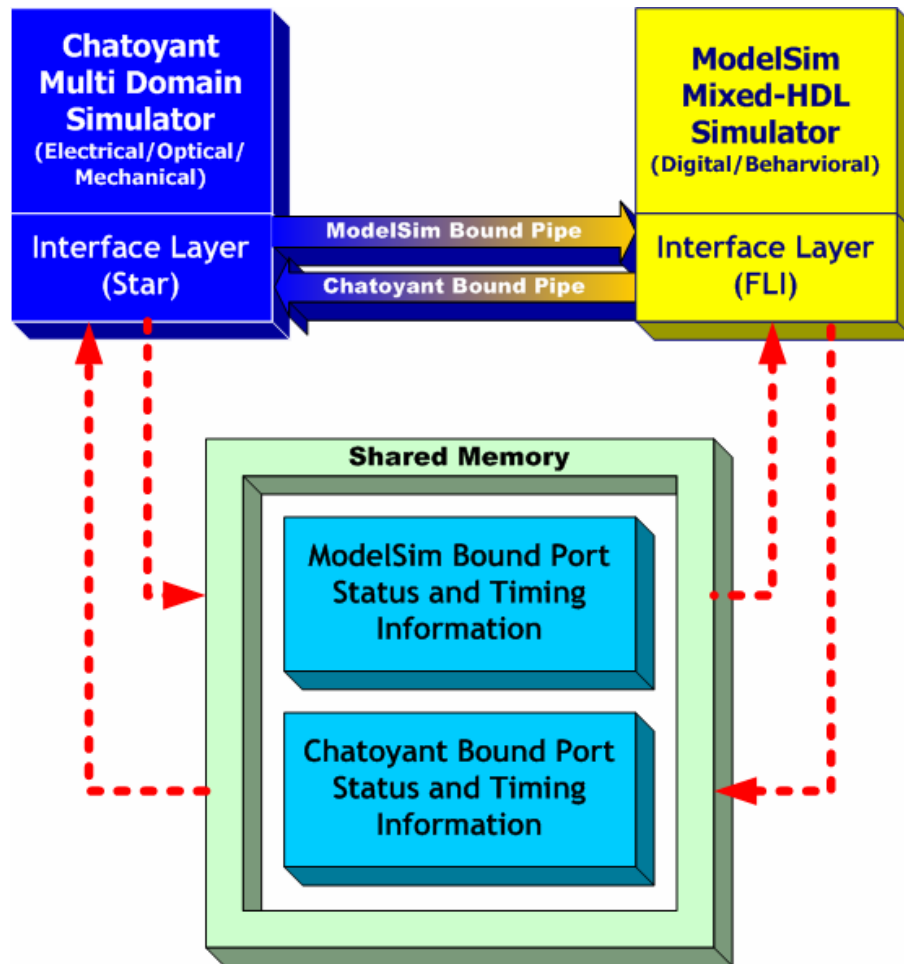 Chatoyant
Multi Domain
Simulator
(Electrical/Optical/
Mechanical)
Interface Layer
(Star)
ModelSim
Mixed-HDL
Simulator
(Digital/Beharvioral)
Interface Layer
(FLI)
ModelSim Bound Pipe
Chatoyant Bound Pipe
Shared Memory
ModelSim Bound Port
Status and Timing
Information
Chatoyant Bound Port
Status and Timing
Information